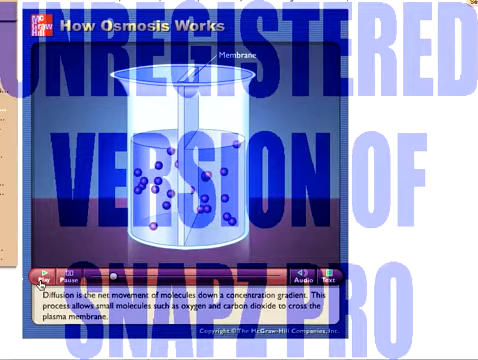 Mc
Graw
Hill
How Osmosis Works
Membrane
Play
Pause
Audio
Text
Diffusion is the net movement of molecules down a concentration gradient. This
process allows small molecules such as oxygen and carbon dioxide to cross the
plasma membrane.
Copyright © The McGraw-Hill Companies, Inc.
UNREGISTERED
VERSION OF
SNAPZ PRO